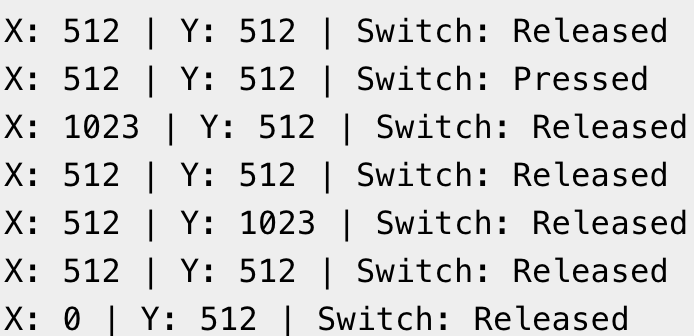 X: 512 | Y: 512 | Switch: Released
X: 512 | Y: 512 | Switch: Pressed
X: 1023 | Y: 512 | Switch: Released
X: 512 | Y: 512 | Switch: Released
X: 512 | Y: 1023 | Switch: Released
X: 512 | Y: 512 | Switch: Released
X: 0 | Y: 512 | Switch: Released